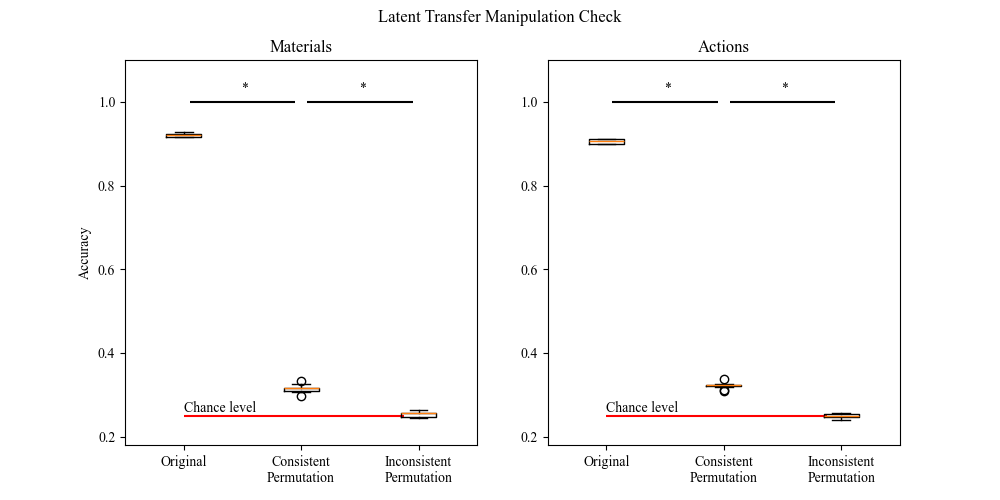 Latent Transfer Manipulation Check
Materials
Accuracy
1.0
0.8
0.6
0.4
0.2
*
*
Chance level
Original
Consistent
Permutation
Inconsistent
Permutation
Actions
1.0
0.8
0.6
0.4
0.2
*
*
Chance level
Original
Consistent
Permutation
Inconsistent
Permutation